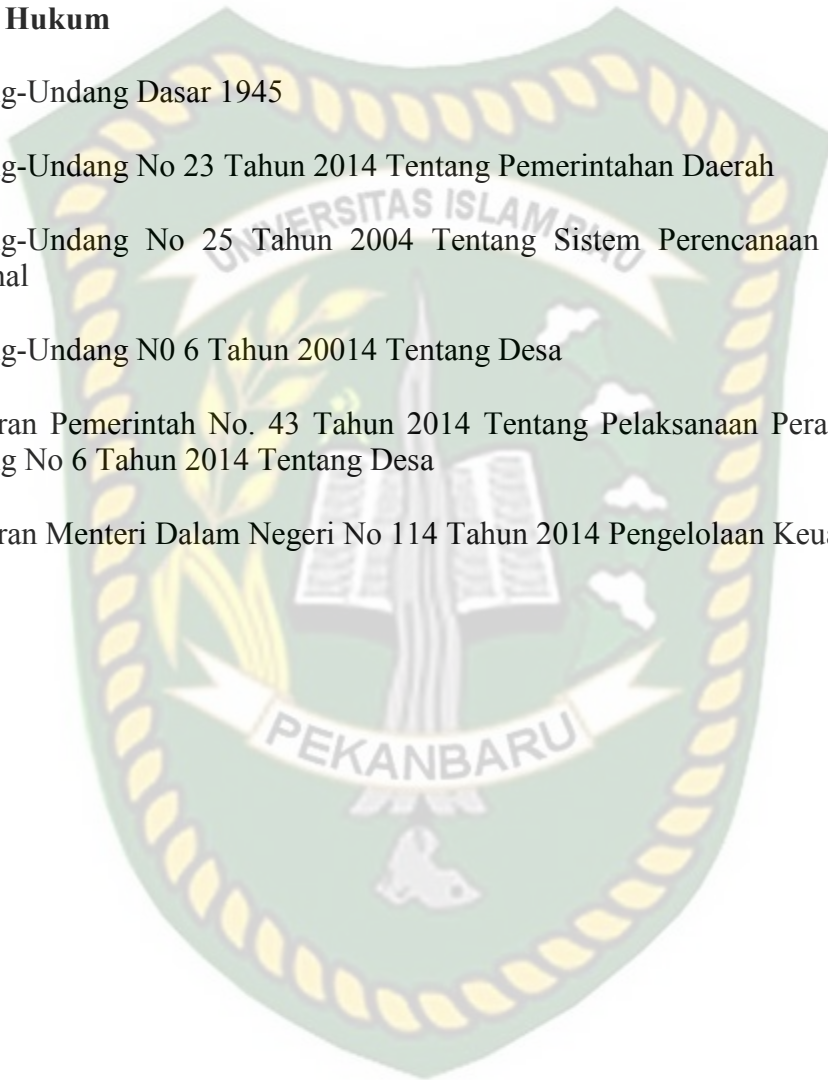 Hukum
g-Undang Dasar 1945
g-Undang No 23 Tahun 2014 Tentang Pemerintahan Daerah
UNIVERSITAS ISLAM RIAU
g-Undang No 25 Tahun 2004 Tentang Sistem Perencanaan
nal
g-Undang N0 6 Tahun 20014 Tentang Desa
ran Pemerintah No. 43 Tahun 2014 Tentang Pelaksanaan Pera
g No 6 Tahun 2014 Tentang Desa
ran Menteri Dalam Negeri No 114 Tahun 2014 Pengelolaan Keua
PEKANBARU